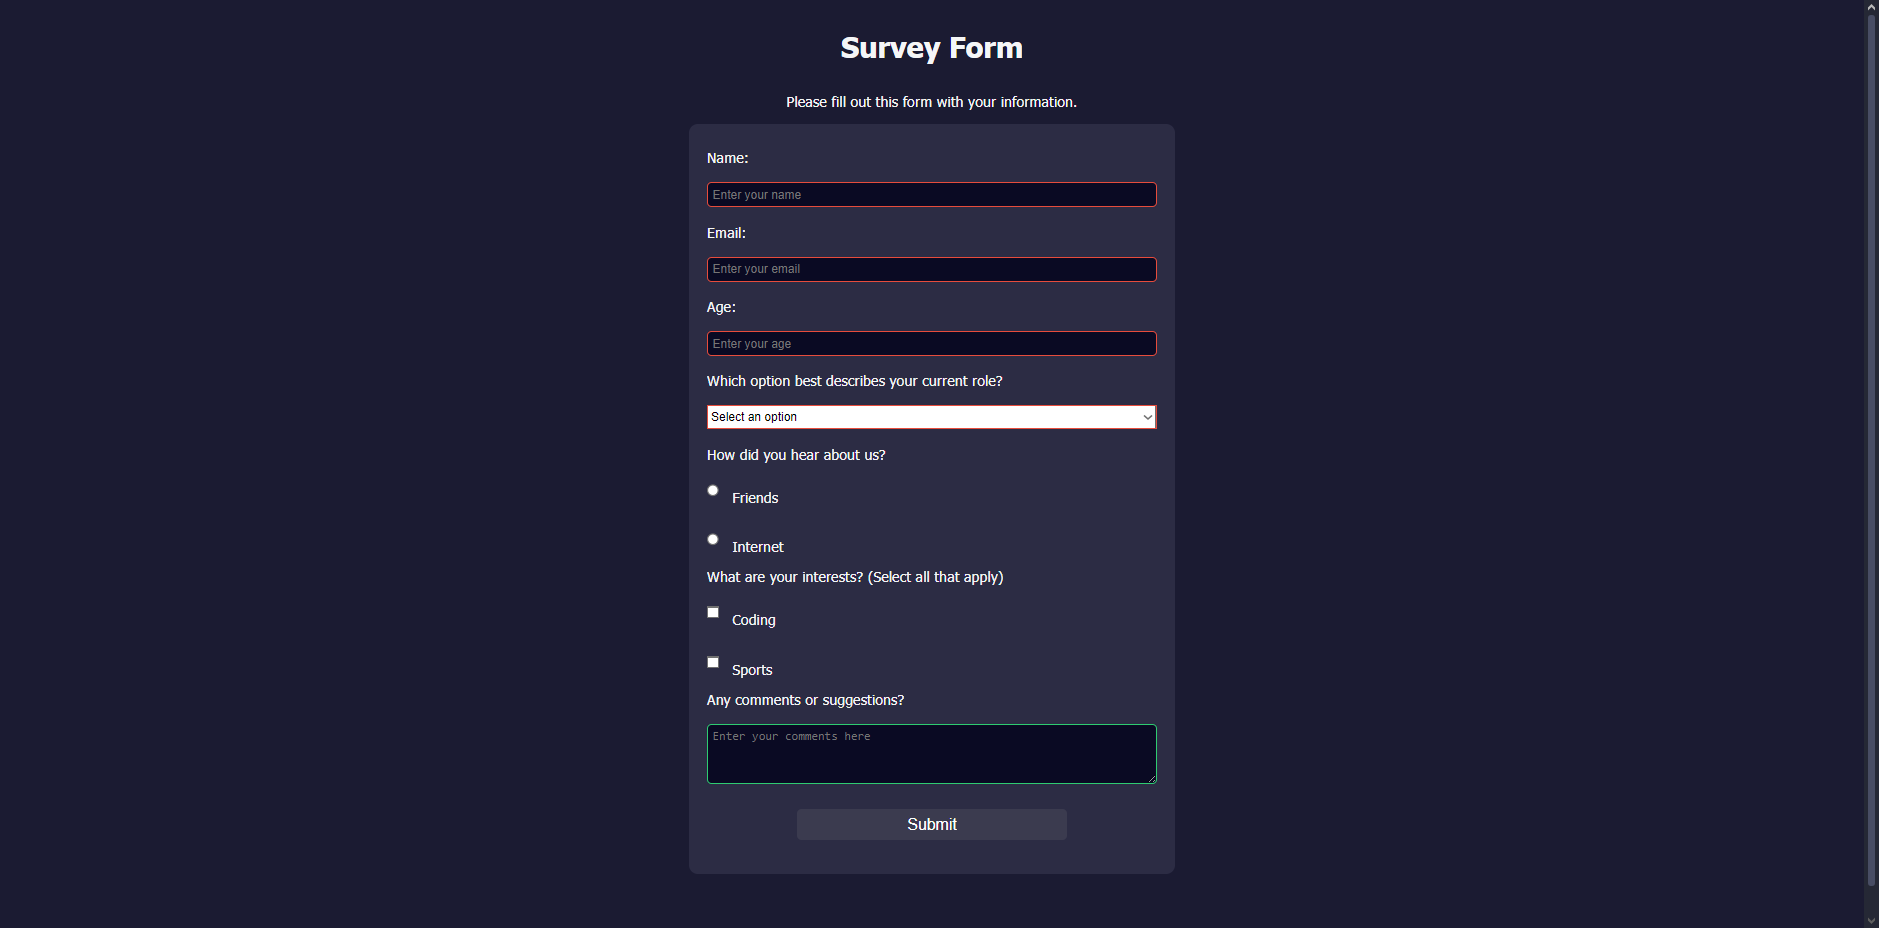 Survey Form
Please fill out this form with your information.
Name:
Enter your name
Email:
Enter your email
Age:
Enter your age
Which option best describes your current role?
Select an option
How did you hear about us?
Friends
Internet
What are your interests? (Select all that apply)
Coding
Sports
Any comments or suggestions?
Enter your comments here
Submit